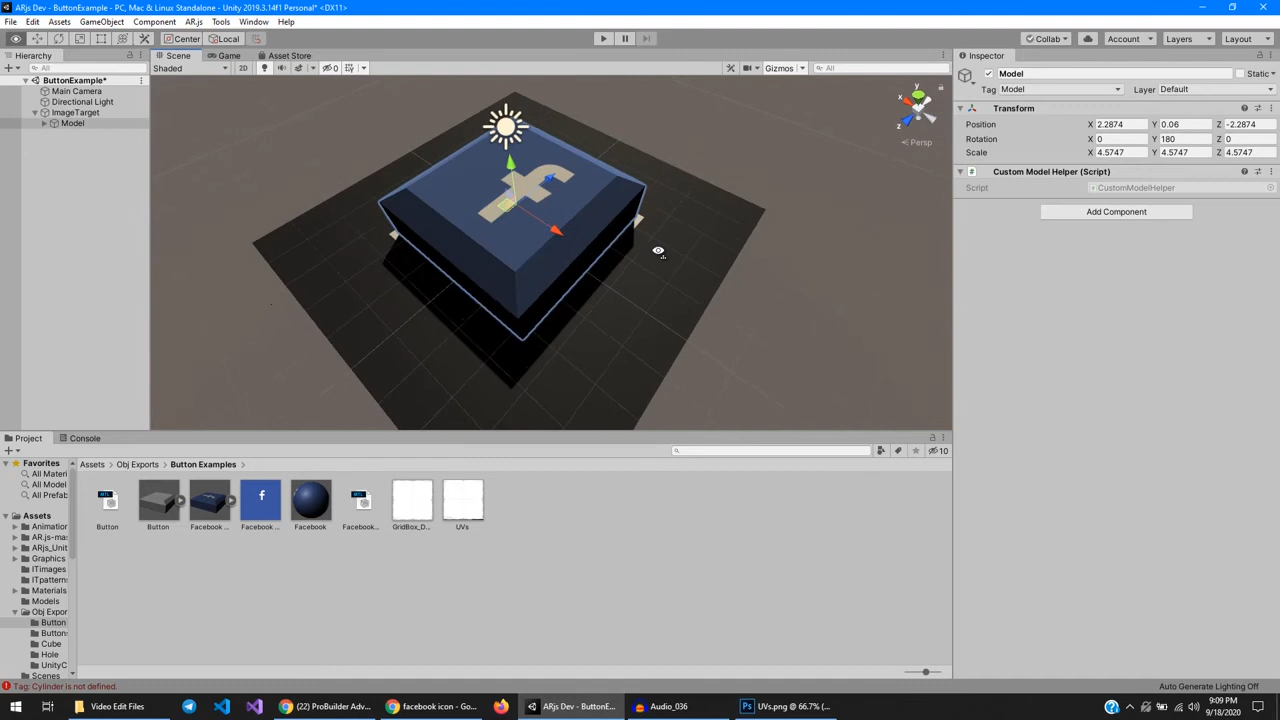 ARjs Dev - ButtonExample - PC, Mac & Linux Standalone - Unity 2019.3.14f1 Personal* <DX11>
File Edit Assets GameObject Component AR.js Tools Window Help
Center Local Collab Account Layers Layout
Hierarchy Scene Game Asset Store Inspector
All Shaded 2D 0 Gizmos All
Model Static
ButtonExample*
Tag Model Layer Default
Main Camera
Directional Light
ImageTarget
Model
y
x
z
Persp
Transform
Position X 2.2874 Y 0.06 Z -2.2874
Rotation X 0 Y 180 Z 0
Scale X 4.5747 Y 4.5747 Z 4.5747
Custom Model Helper (Script)
Script CustomModelHelper
Add Component
Project Console
10
Favorites
All Materi
All Model
All Prefab
Assets
Animation
AR.js-mas
ARjs_Unit
Graphics
ITimages
ITpatterns
Materials
Models
Obj Expor
Button
Button:
Cube
Hole
UnityC
Scenes
Assets > Obj Exports > Button Examples >
Button Button Facebook ... Facebook ... Facebook Facebook... GridBox_D... UVs
Tag: Cylinder is not defined.
Auto Generate Lighting Off
Video Edit Files (22) ProBuilder Adv... facebook icon - Go... ARjs Dev - ButtonE... Audio_036 UVs.png @ 66.7% (...
9:09 PM
9/18/2020